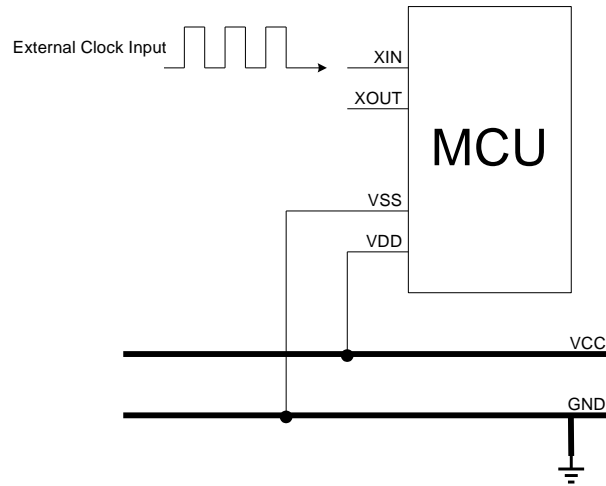 External Clock Input
XIN
XOUT
MCU
VSS
VDD
VCC
GND